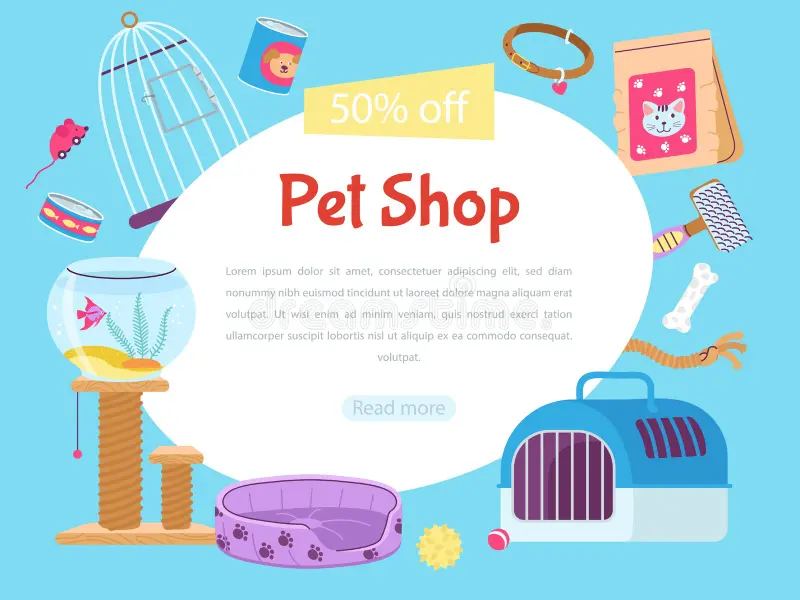 50% off
Pet Shop
Lorem ipsum dolor sit amet, consectetuer adipiscing elit, sed diam
nonummy nibh euismod tincidunt ut laoreet dolore magna aliquam erat
volutpat. Ut wisi enim ad minim veniam, quis nostrud exerci tation
ullamcorper suscipit lobortis nisl ut aliquip ex ea commodo consequat.
volutpat.
dreamstime
Read more